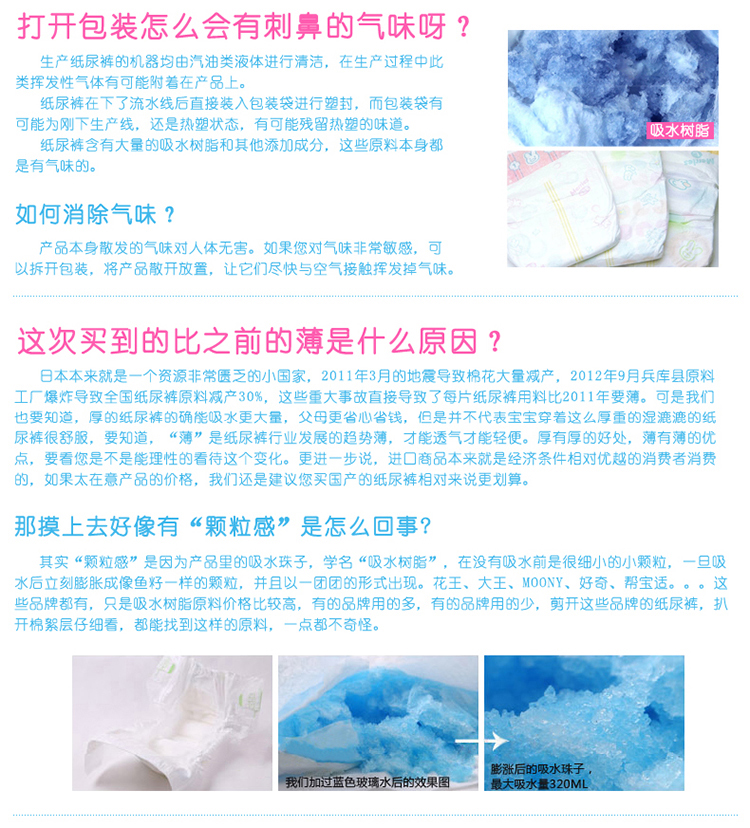 打开包装怎么会有刺鼻的气味呀？
生产纸尿裤的机器均由汽油类液体进行清洁，在生产过程中此
类挥发性气体有可能附着在产品上。
纸尿裤在下了流水线后直接装入包装袋进行塑封，而包装袋有
可能为刚下生产线，还是热塑状态，有可能残留热塑的味道。
纸尿裤含有大量的吸水树脂和其他添加成分，这些原料本身都
是有气味的。
吸水树脂
如何消除气味？
产品本身散发的气味对人体无害。如果您对气味非常敏感，可
以拆开包装，将产品散开放置，让它们尽快与空气接触挥发掉气味。
这次买到的比之前的薄是什么原因？
日本本来就是一个资源非常匮乏的小国家，2011年3月的地震导致棉花大量减产，2012年9月兵库县原料
工厂爆炸导致全国纸尿裤原料减产30%，这些重大事故直接导致了每片纸尿裤用料比2011年要薄。可是我们
也要知道，厚的纸尿裤的确能吸水更大量，父母更省心省钱，但是并不代表宝宝穿着这么厚重的湿漉漉的纸
尿裤很舒服，要知道，“薄”是纸尿裤行业发展的趋势薄，才能透气才能轻便。厚有厚的好处，薄有薄的优
点，要看您是不是能理性的看待这个变化。更进一步说，进口商品本来就是经济条件相对优越的消费者消费
的，如果太在意产品的价格，我们还是建议您买国产的纸尿裤相对来说更划算。
那摸上去好像有“颗粒感”是怎么回事?
其实“颗粒感”是因为产品里的吸水珠子，学名“吸水树脂”，在没有吸水前是很细小的小颗粒，一旦吸
水后立刻膨胀成像鱼籽一样的颗粒，并且以一团团的形式出现。花王、大王、MOONY、好奇、帮宝适。。。这
些品牌都有，只是吸水树脂原料价格比较高，有的品牌用的多，有的品牌用的少，剪开这些品牌的纸尿裤，扒
开棉絮层仔细看，都能找到这样的原料，一点都不奇怪。
我们加过蓝色玻璃水后的效果图
膨涨后的吸水珠子，
最大吸水量320ML